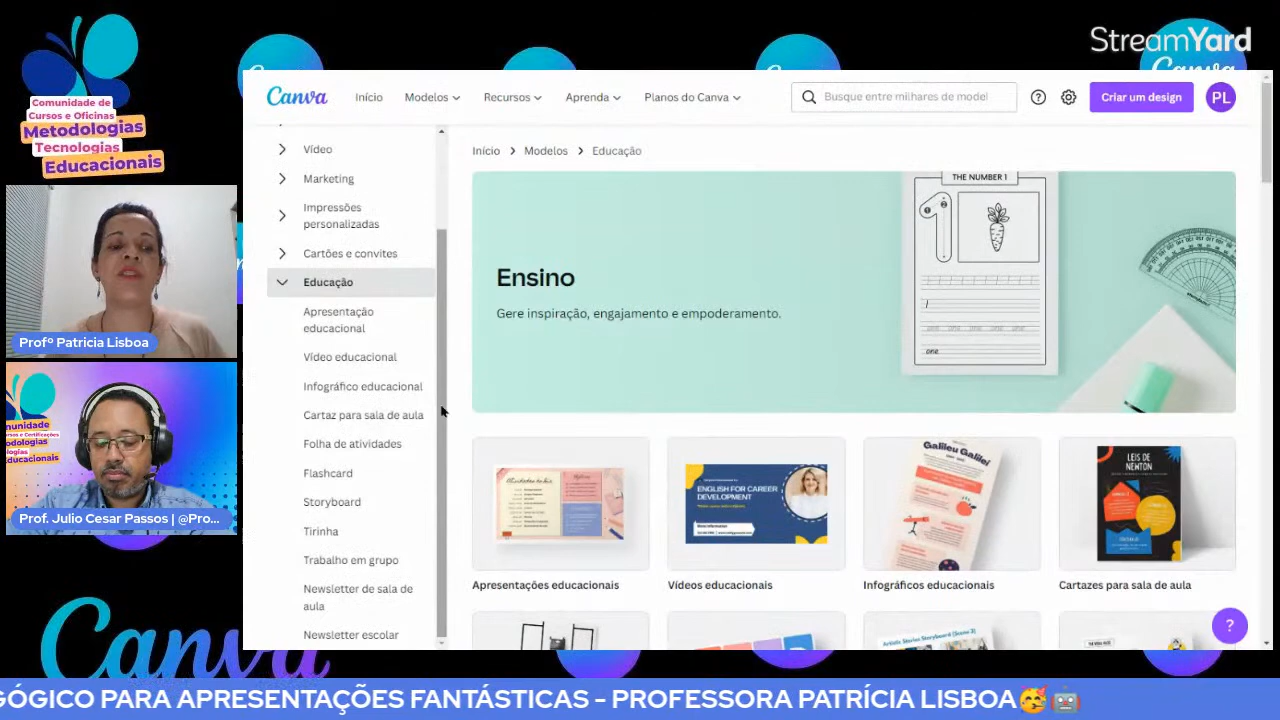 StreamYard
Comunidade de
Cursos e Oficinas
Metodologias
Tecnologias
Educacionais
Canva
Início
Modelos
Recursos
Aprenda
Planos do Canva
Busque entre milhares de model
Criar um design
PL
Vídeo
Marketing
Impressões
personalizadas
Cartões e convites
Educação
Apresentação
educacional
Vídeo educacional
Infográfico educacional
Cartaz para sala de aula
Folha de atividades
Flashcard
Storyboard
Tirinha
Trabalho em grupo
Newsletter de sala de
aula
Newsletter escolar
Início > Modelos > Educação
Ensino
Gere inspiração, engajamento e empoderamento.
THE NUMBER 1
one
ENGLISH FOR CAREER
DEVELOPMENT
Galileu Galilei
LEIS DE
NEWTON
Apresentações educacionais
Vídeos educacionais
Infográficos educacionais
Cartazes para sala de aula
?
Profº Patricia Lisboa
Prof. Julio Cesar Passos | @Pro...
Canva
GÓGICO PARA APRESENTAÇÕES FANTÁSTICAS - PROFESSORA PATRÍCIA LISBOA🥳🤖